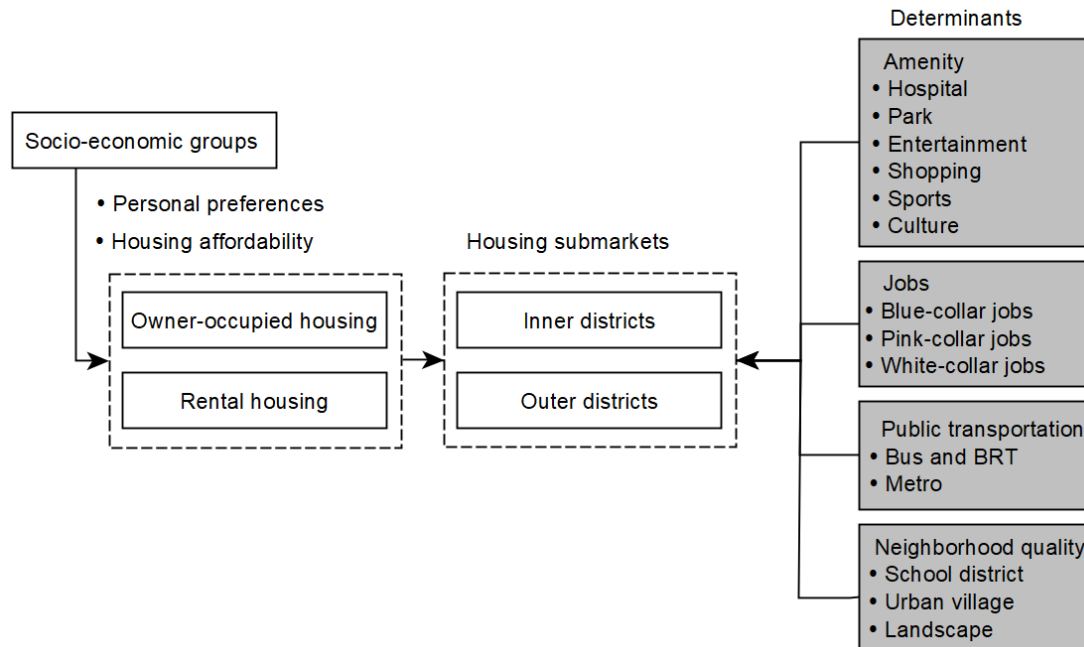 Determinants
Socio-economic groups
• Personal preferences
• Housing affordability
Owner-occupied housing
Rental housing
Housing submarkets
Inner districts
Outer districts
Amenity
• Hospital
• Park
• Entertainment
• Shopping
• Sports
• Culture
Jobs
• Blue-collar jobs
• Pink-collar jobs
• White-collar jobs
Public transportation
• Bus and BRT
• Metro
Neighborhood quality
• School district
• Urban village
• Landscape